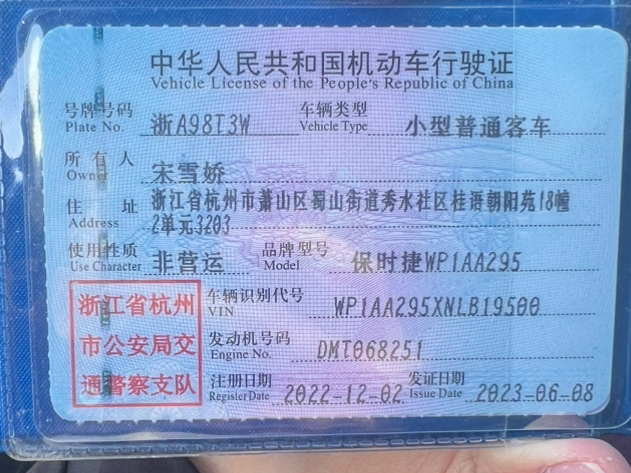 中华人民共和国机动车行驶证
Vehicle License of the People's Republic of China
号牌号码 浙A98T3W 车辆类型 小型普通客车
Plate No. Vehicle Type
所有人 宋雪娇
Owner
住址 浙江省杭州市萧山区蜀山街道秀水社区桂语朝阳苑18幢
Address 2单元3203
使用性质 非营运 品牌型号 保时捷WP1AA295
Use Character Model
浙江省杭州 车辆识别代号 WP1AA295XNLB19500
VIN
市公安局交 发动机号码 DMT068251
Engine No.
通警察支队 注册日期 2022-12-02 发证日期 2023-06-08
Register Date Issue Date